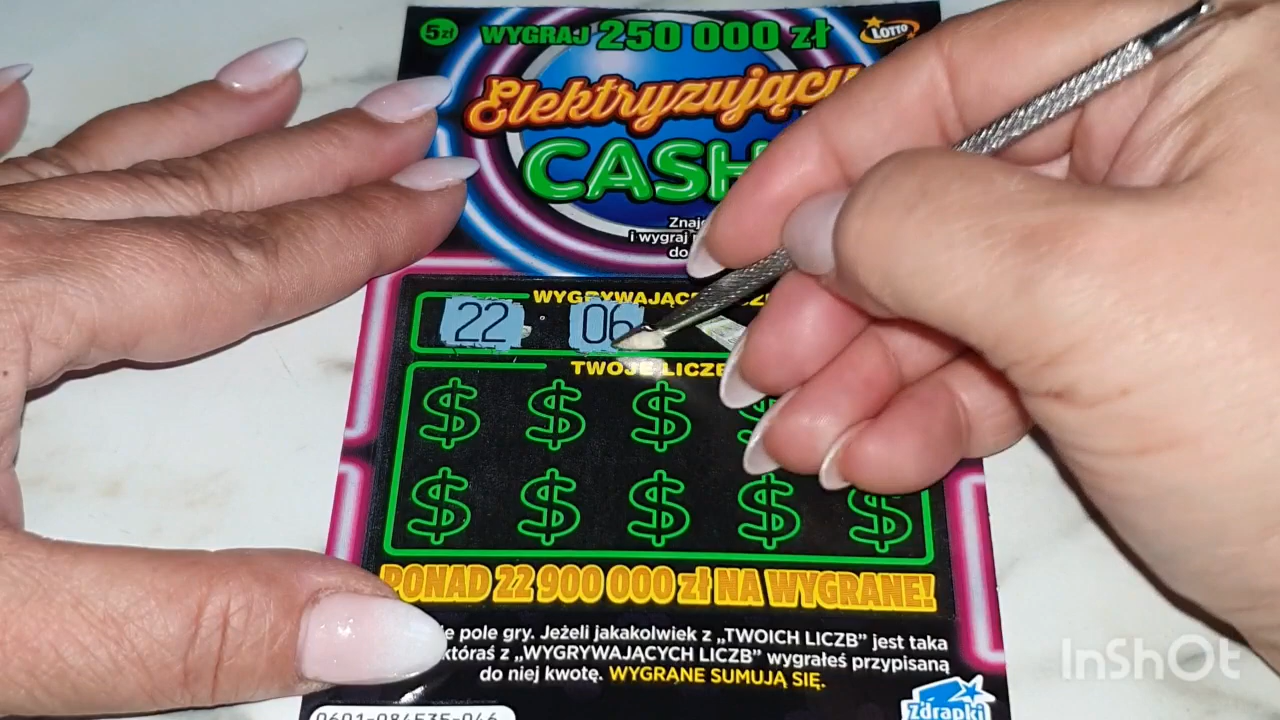 5zł WYGRAJ 250 000 zł LOTTO
Elektryzujący
CASH
i wygraj
do
22 06
TWOJE
$ $ $ $
$ $ $ $ $
PONAD 22 900 000 zł NA WYGRANE!
pole gry. Jeżeli jakakolwiek z „TWOICH LICZB” jest taka
z „WYGRYWAJĄCYCH LICZB” wygrałeś przypisaną
do niej kwotę. WYGRANE SUMUJĄ SIĘ.
Zdrapki
InShOt